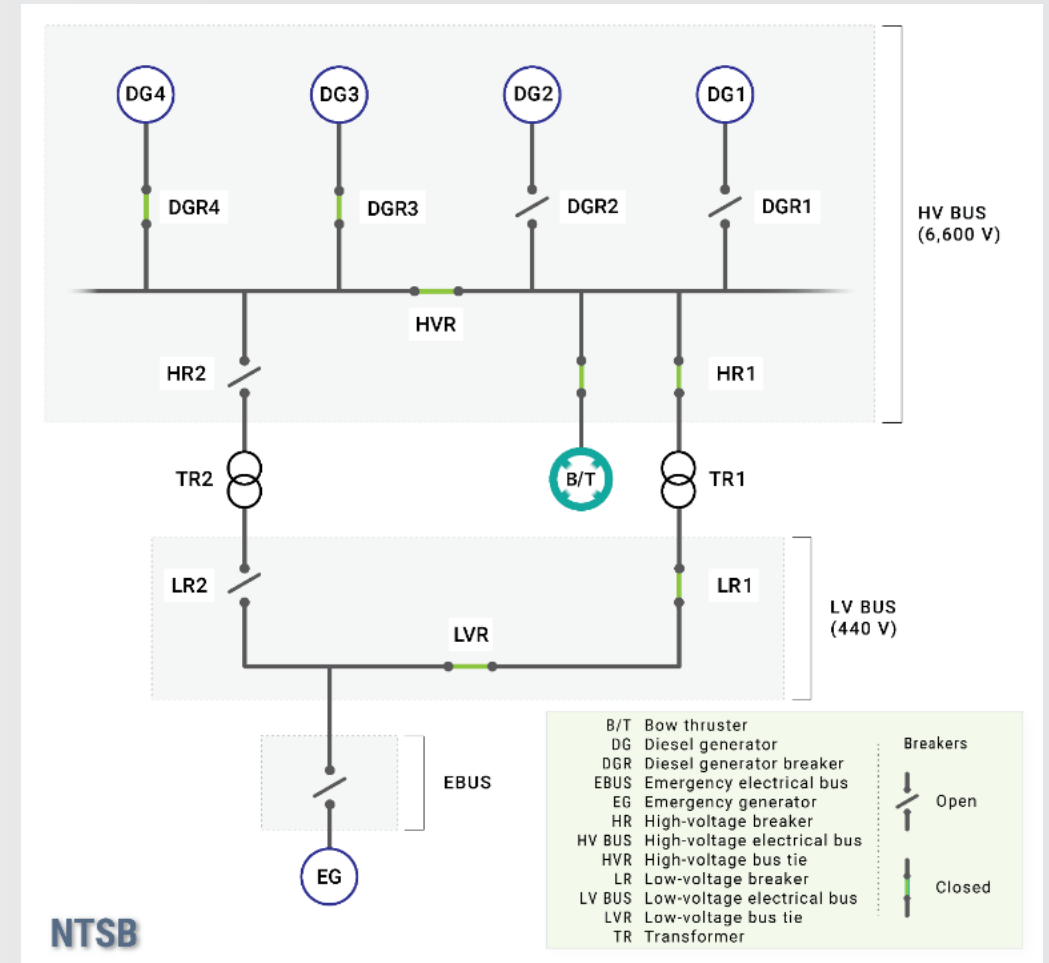 DG4
DG3
DG2
DG1
DGR4
DGR3
DGR2
DGR1
HV BUS
(6,600 V)
HVR
HR2
HR1
TR2
B/T
TR1
LR2
LR1
LVR
LV BUS
(440 V)
EBUS
EG
B/T Bow thruster
DG Diesel generator
DGR Diesel generator breaker
EBUS Emergency electrical bus
EG Emergency generator
HR High-voltage breaker
HV BUS High-voltage electrical bus
HVR High-voltage bus tie
LR Low-voltage breaker
LV BUS Low-voltage electrical bus
LVR Low-voltage bus tie
TR Transformer
Breakers
Open
Closed
NTSB